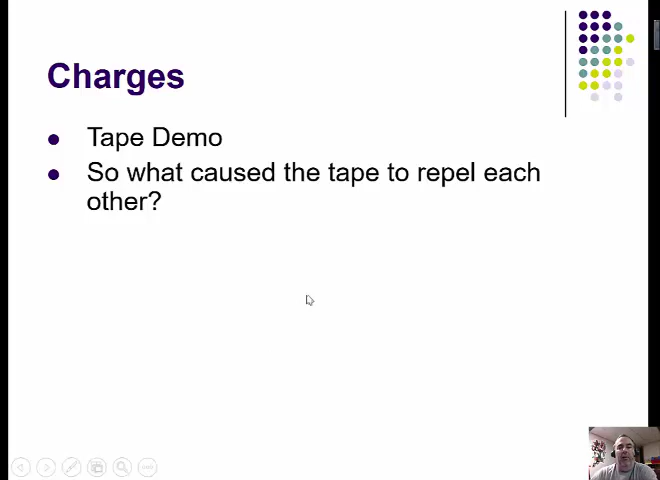 Charges
Tape Demo
So what caused the tape to repel each
other?